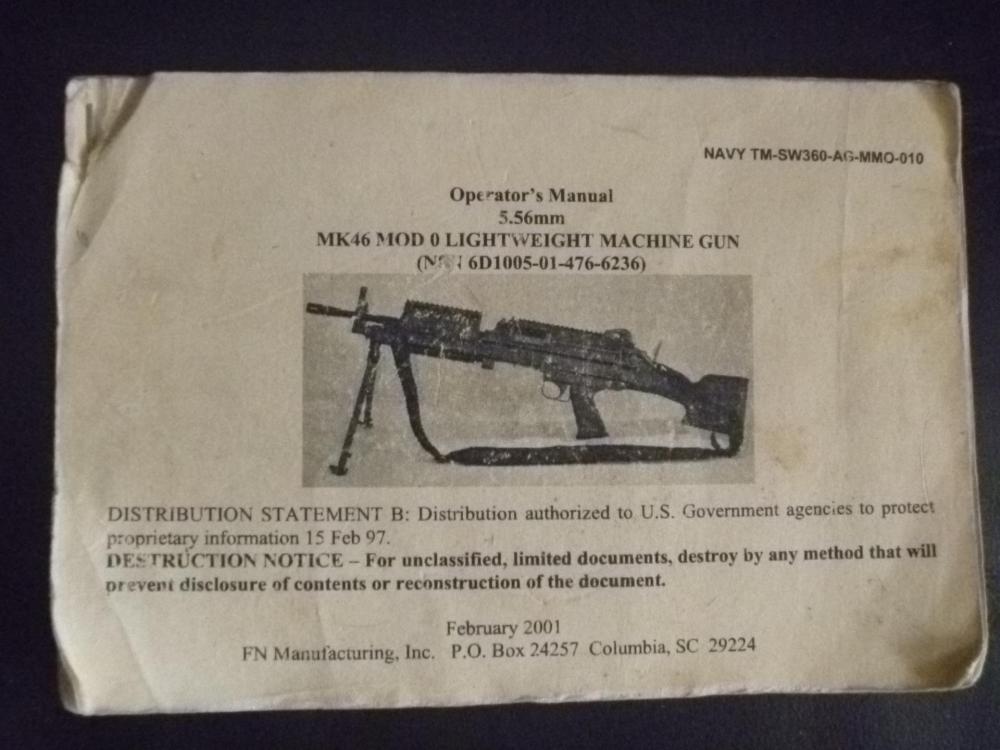 NAVY TM-SW360-AG-MMO-010
Operator's Manual
5.56mm
MK46 MOD 0 LIGHTWEIGHT MACHINE GUN
(NSN 6D1005-01-476-6236)
DISTRIBUTION STATEMENT B: Distribution authorized to U.S. Government agencies to protect
proprietary information 15 Feb 97.
DESTRUCTION NOTICE – For unclassified, limited documents, destroy by any method that will
prevent disclosure of contents or reconstruction of the document.
February 2001
FN Manufacturing, Inc. P.O. Box 24257 Columbia, SC 29224